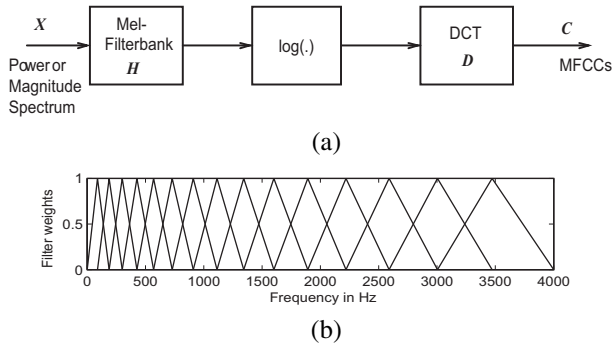 X
Power or
Magnitude
Spectrum
Mel-
Filterbank
H
log(.)
DCT
D
C
MFCCs
(a)
Filter weights
1
0.5
0
0 500 1000 1500 2000 2500 3000 3500 4000
Frequency in Hz
(b)